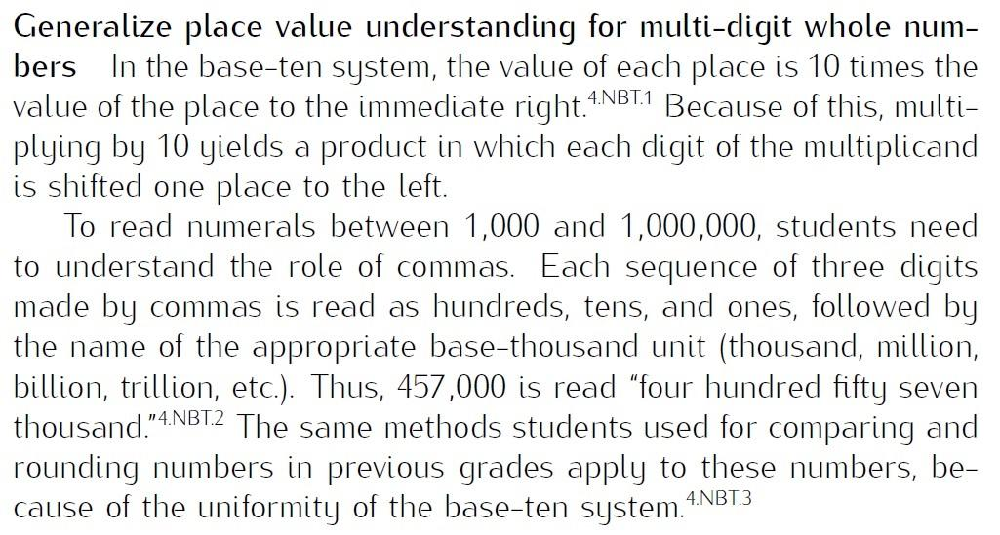 Generalize place value understanding for multi-digit whole num-
bers In the base-ten system, the value of each place is 10 times the
value of the place to the immediate right.4.NBT.1 Because of this, multi-
plying by 10 yields a product in which each digit of the multiplicand
is shifted one place to the left.
To read numerals between 1,000 and 1,000,000, students need
to understand the role of commas. Each sequence of three digits
made by commas is read as hundreds, tens, and ones, followed by
the name of the appropriate base-thousand unit (thousand, million,
billion, trillion, etc.). Thus, 457,000 is read “four hundred fifty seven
thousand.”4.NBT.2 The same methods students used for comparing and
rounding numbers in previous grades apply to these numbers, be-
cause of the uniformity of the base-ten system.4.NBT.3